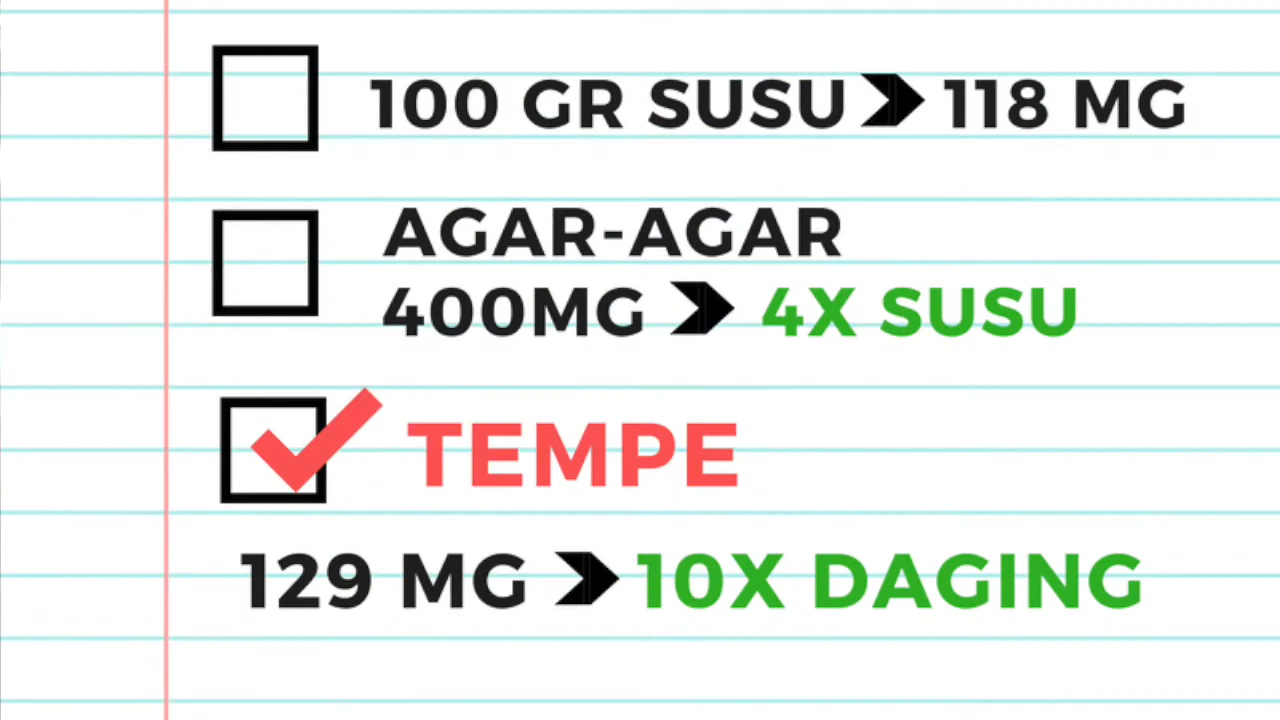 100 GR SUSU 118 MG
AGAR-AGAR
400MG 4X SUSU
TEMPE
129 MG 10X DAGING